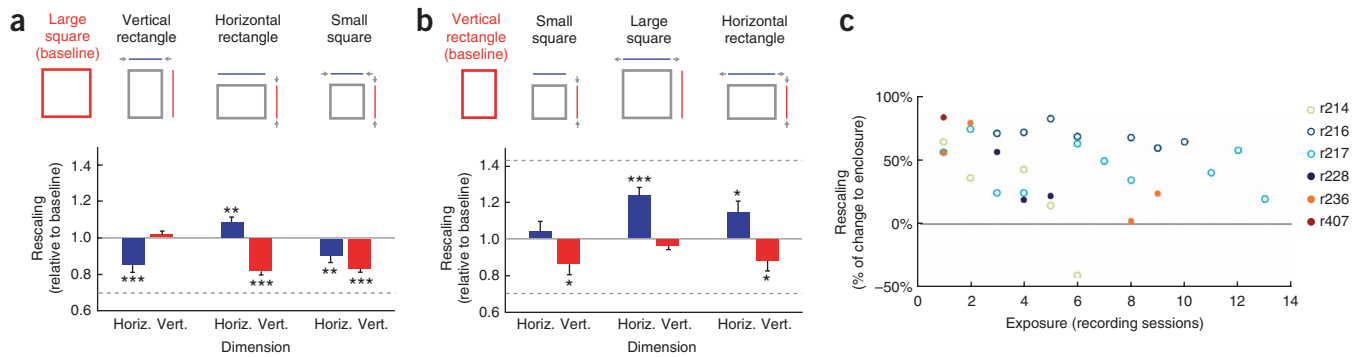 a
Large
square
(baseline)
Vertical
rectangle
Horizontal
rectangle
Small
square
Rescaling
(relative to baseline)
1.4
1.2
1.0
0.8
0.6
***
**
***
**
***
Horiz. Vert.
Horiz. Vert.
Horiz. Vert.
Dimension
b
Vertical
rectangle
(baseline)
Small
square
Large
square
Horizontal
rectangle
Rescaling
(relative to baseline)
1.4
1.2
1.0
0.8
0.6
*
***
*
*
Horiz. Vert.
Horiz. Vert.
Horiz. Vert.
Dimension
c
Rescaling
(% of change to enclosure)
100%
50%
0%
–50%
0 2 4 6 8 10 12 14
Exposure (recording sessions)
r214
r216
r217
r228
r236
r407